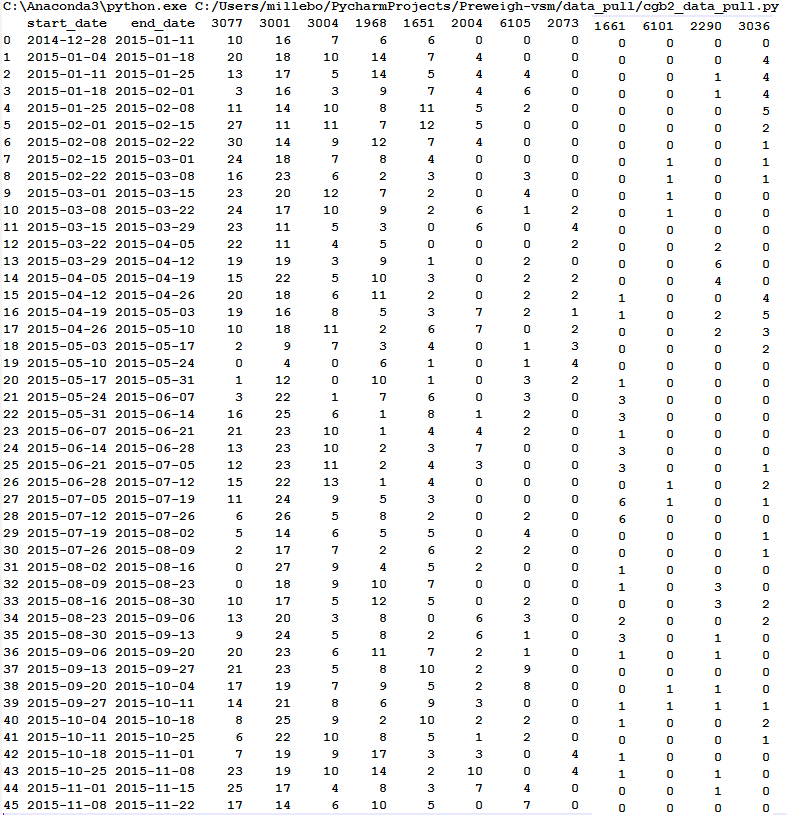 C:\Anaconda3\python.exe C:/Users/millebo/PycharmProjects/Preweigh-vsm/data_pull/cgb2_data_pull.py
start_date end_date 3077 3001 3004 1968 1651 2004 6105 2073 1661 6101 2290 3036
0 2014-12-28 2015-01-11 10 16 7 6 6 0 0 0 0 0 0 0
1 2015-01-04 2015-01-18 20 18 10 14 7 4 0 0 0 0 0 4
2 2015-01-11 2015-01-25 13 17 5 14 5 4 4 0 0 0 1 4
3 2015-01-18 2015-02-01 3 16 3 9 7 4 6 0 0 0 1 4
4 2015-01-25 2015-02-08 11 14 10 8 11 5 2 0 0 0 0 5
5 2015-02-01 2015-02-15 27 11 11 7 12 5 0 0 0 0 0 2
6 2015-02-08 2015-02-22 30 14 9 12 7 4 0 0 0 0 0 1
7 2015-02-15 2015-03-01 24 18 7 8 4 0 0 0 0 1 0 1
8 2015-02-22 2015-03-08 16 23 6 2 3 0 3 0 0 1 0 1
9 2015-03-01 2015-03-15 23 20 12 7 2 0 4 0 0 1 0 0
10 2015-03-08 2015-03-22 24 17 10 9 2 6 1 2 0 1 0 0
11 2015-03-15 2015-03-29 23 11 5 3 0 6 0 4 0 0 0 0
12 2015-03-22 2015-04-05 22 11 4 5 0 0 0 2 0 0 2 0
13 2015-03-29 2015-04-12 19 19 3 9 1 0 2 0 0 0 6 0
14 2015-04-05 2015-04-19 15 22 5 10 3 0 2 2 0 0 4 0
15 2015-04-12 2015-04-26 20 18 6 11 2 0 2 2 1 0 0 4
16 2015-04-19 2015-05-03 19 16 8 5 3 7 2 1 1 0 2 5
17 2015-04-26 2015-05-10 10 18 11 2 6 7 0 2 0 0 2 3
18 2015-05-03 2015-05-17 2 9 7 3 4 0 1 3 0 0 0 2
19 2015-05-10 2015-05-24 0 4 0 6 1 0 1 4 0 0 0 0
20 2015-05-17 2015-05-31 1 12 0 10 1 0 3 2 1 0 0 0
21 2015-05-24 2015-06-07 3 22 1 7 6 0 3 0 3 0 0 0
22 2015-05-31 2015-06-14 16 25 6 1 8 1 2 0 3 0 0 0
23 2015-06-07 2015-06-21 21 23 10 1 4 4 2 0 1 0 0 0
24 2015-06-14 2015-06-28 13 23 10 2 3 7 0 0 3 0 0 0
25 2015-06-21 2015-07-05 12 23 11 2 4 3 0 0 3 0 0 1
26 2015-06-28 2015-07-12 15 22 13 1 4 0 0 0 0 1 0 2
27 2015-07-05 2015-07-19 11 24 9 5 3 0 0 0 6 1 0 1
28 2015-07-12 2015-07-26 6 26 5 8 2 0 2 0 6 0 0 0
29 2015-07-19 2015-08-02 5 14 6 5 5 0 4 0 0 0 0 1
30 2015-07-26 2015-08-09 2 17 7 2 6 2 2 0 0 0 0 1
31 2015-08-02 2015-08-16 0 27 9 4 5 2 0 0 1 0 0 0
32 2015-08-09 2015-08-23 0 18 9 10 7 0 0 0 1 0 3 0
33 2015-08-16 2015-08-30 10 17 5 12 5 0 2 0 0 0 3 2
34 2015-08-23 2015-09-06 13 20 3 8 0 6 3 0 2 0 0 2
35 2015-08-30 2015-09-13 9 24 5 8 2 6 1 0 3 0 1 0
36 2015-09-06 2015-09-20 20 23 6 11 7 2 1 0 1 0 1 0
37 2015-09-13 2015-09-27 21 23 5 8 10 2 9 0 0 0 0 0
38 2015-09-20 2015-10-04 17 19 7 9 5 2 8 0 0 1 1 0
39 2015-09-27 2015-10-11 14 21 8 6 9 3 0 0 1 1 1 1
40 2015-10-04 2015-10-18 8 25 9 2 10 2 2 0 1 0 0 2
41 2015-10-11 2015-10-25 6 22 10 8 5 1 2 0 0 0 0 1
42 2015-10-18 2015-11-01 7 19 9 17 3 3 0 4 1 0 0 0
43 2015-10-25 2015-11-08 23 19 10 14 2 10 0 4 1 0 1 0
44 2015-11-01 2015-11-15 25 17 4 8 3 7 4 0 0 0 1 0
45 2015-11-08 2015-11-22 17 14 6 10 5 0 7 0 0 0 0 0